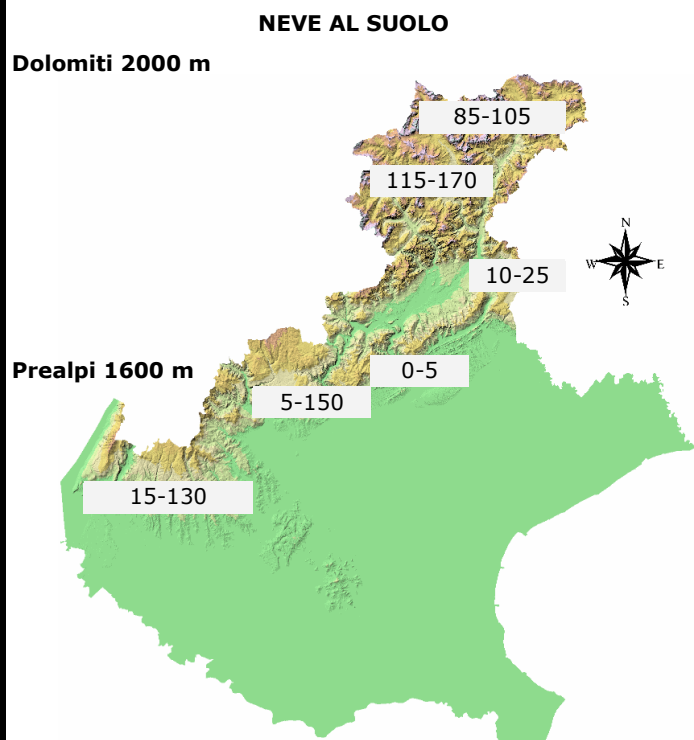 NEVE AL SUOLO
Dolomiti 2000 m
85-105
115-170
N
W E
S
10-25
Prealpi 1600 m
0-5
5-150
15-130